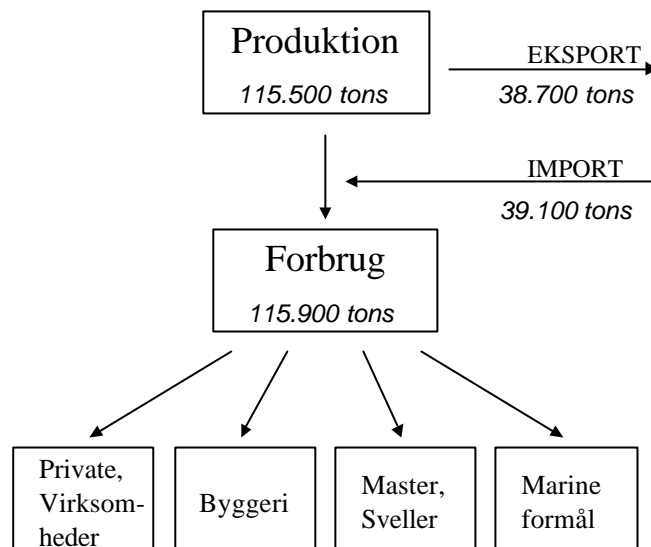 Produktion
115.500 tons
EKSPORT
38.700 tons
IMPORT
39.100 tons
Forbrug
115.900 tons
Private,
Virksom-
heder
Byggeri
Master,
Sveller
Marine
formål